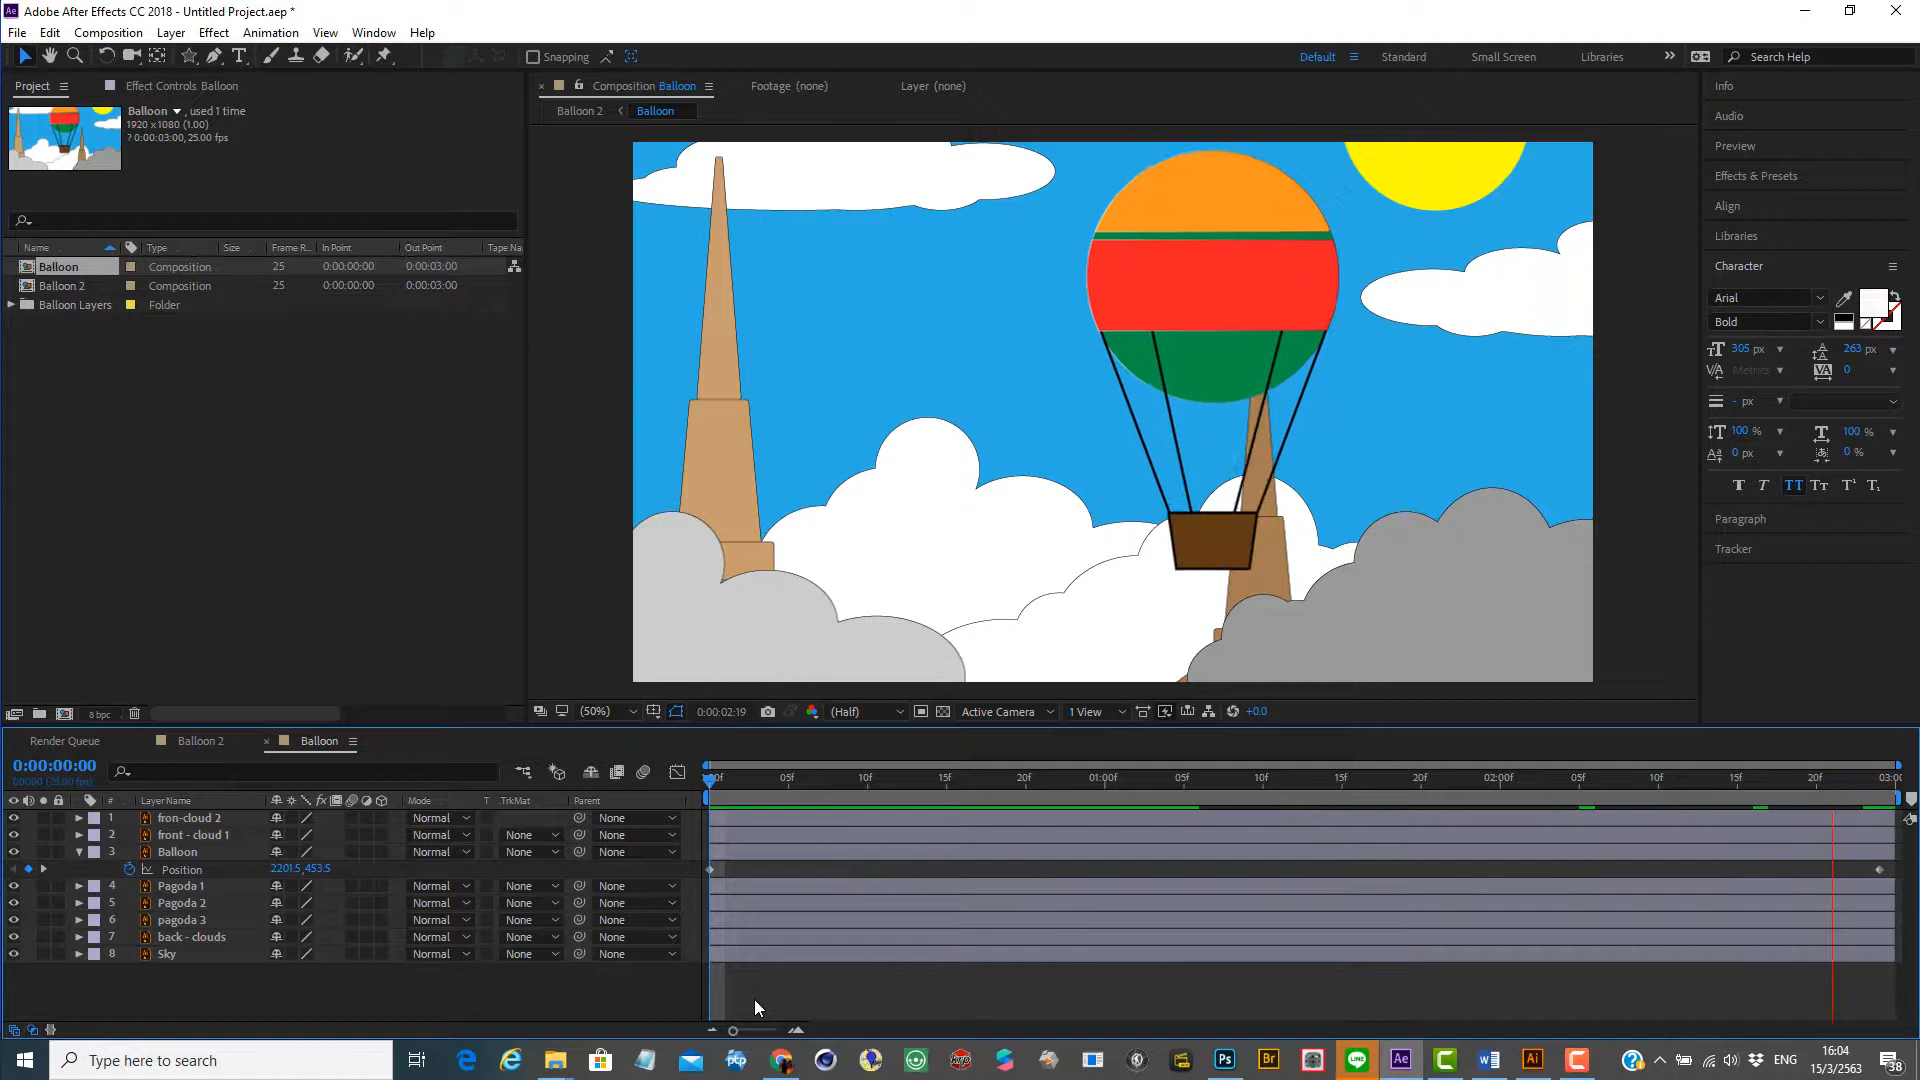 Adobe After Effects CC 2018 - Untitled Project.aep *
File Edit Composition Layer Effect Animation View Window Help
Snapping Default Standard Small Screen Libraries Search Help
Project Effect Controls Balloon
Balloon , used 1 time
1920 x1080 (1.00)
? 0:00:03:00, 25.00 fps
Name Type Size Frame R... In Point Out Point Tape Na
Balloon Composition 25 0:00:00:00 0:00:03:00
Balloon 2 Composition 25 0:00:00:00 0:00:03:00
Balloon Layers Folder
8 bpc
Composition Balloon Footage (none) Layer (none)
Balloon 2 Balloon
(50%) 0:00:02:19 (Half) Active Camera 1 View +0.0
Info
Audio
Preview
Effects & Presets
Align
Libraries
Character
Arial
Bold
305 px 263 px
Metrics 0
- px
100 % 100 %
0 px 0 %
Paragraph
Tracker
Render Queue Balloon 2 Balloon
0:00:00:00
00000 (25.00 fps)
05f 10f 15f 20f 01:00f 05f 10f 15f 20f 02:00f 05f 10f 15f 20f 03:00
# Layer Name Mode T .TrkMat Parent
1 fron-cloud 2 Normal None
2 front - cloud 1 Normal None None
3 Balloon Normal None None
Position 2201.5,453.5
4 Pagoda 1 Normal None None
5 Pagoda 2 Normal None None
6 pagoda 3 Normal None None
7 back - clouds Normal None None
8 Sky Normal None None
Type here to search
ENG
16:04
15/3/2563
38